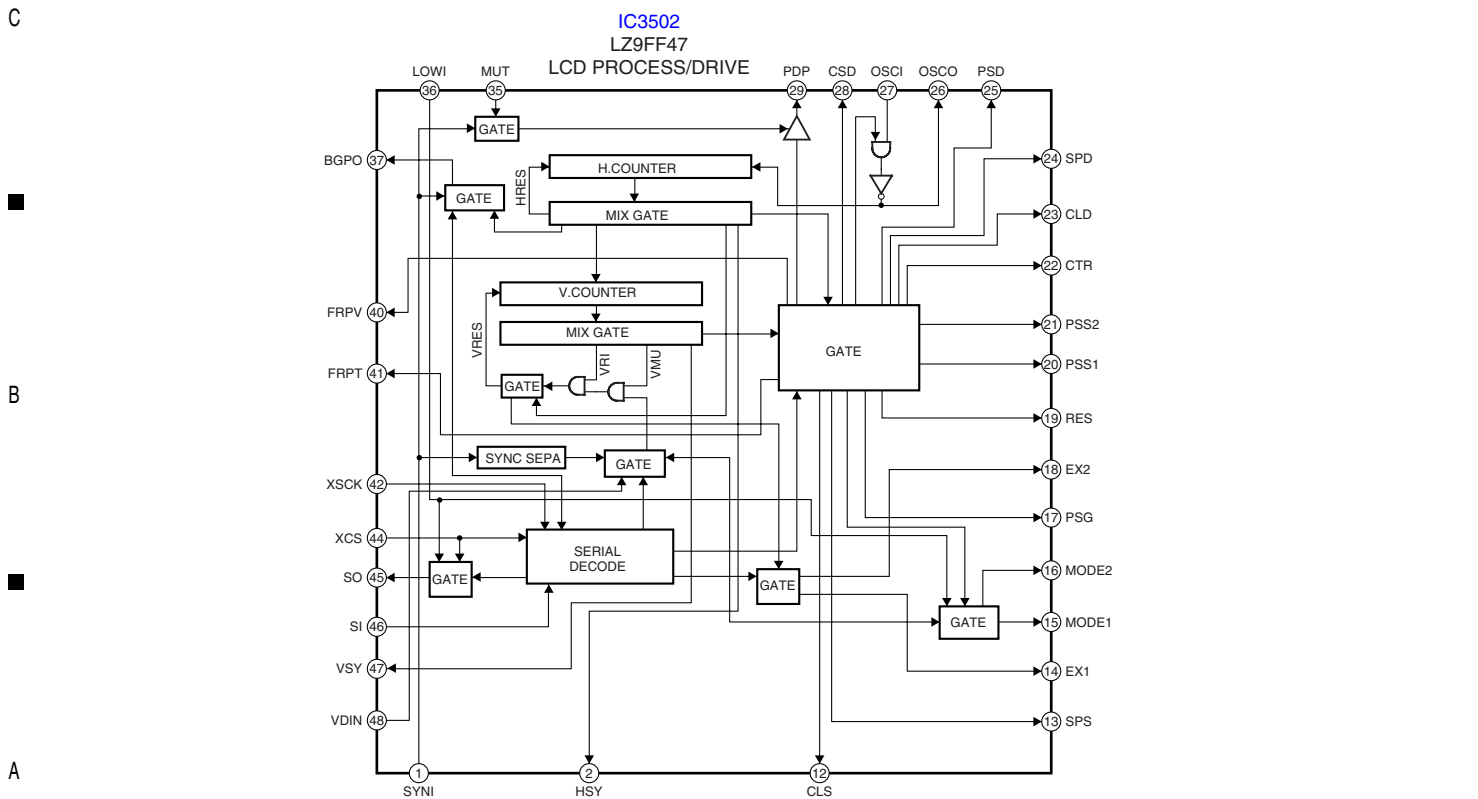 C
IC3502
LZ9FF47
LCD PROCESS/DRIVE
LOWI
MUT
PDP
CSD
OSCI
OSCO
PSD
36
35
29
28
27
26
25
GATE
BGPO 37
H.COUNTER
24 SPD
HRES
GATE
MIX GATE
23 CLD
22 CTR
V.COUNTER
FRPV 40
21 PSS2
VRES
MIX GATE
GATE
VRI
VMU
20 PSS1
FRPT 41
GATE
B
19 RES
SYNC SEPA
GATE
18 EX2
XSCK 42
17 PSG
XCS 44
SERIAL
DECODE
SO 45
GATE
GATE
16 MODE2
SI 46
GATE
15 MODE1
VSY 47
14 EX1
VDIN 48
13 SPS
A
1
2
12
SYNI
HSY
CLS